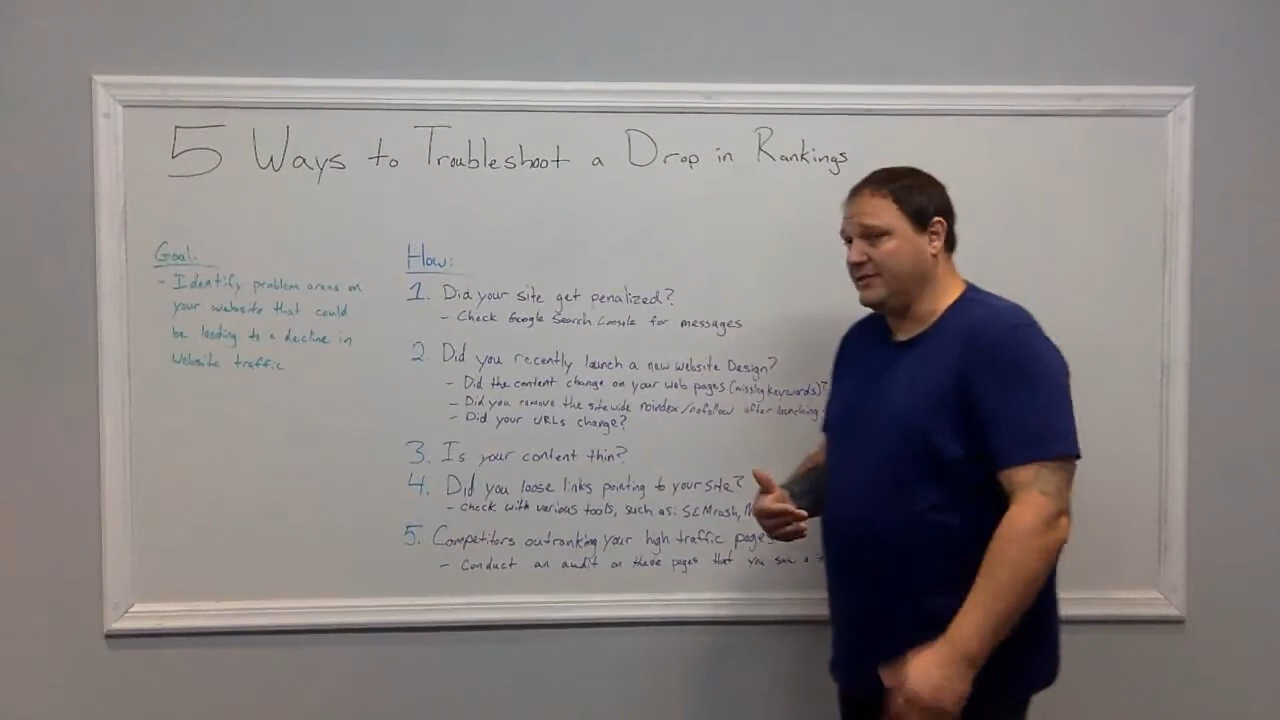 5 Ways to Troubleshoot a Drop in Rankings
Goal:
- Identify problem areas on
your website that could
be leading to a decline in
website traffic
How:
1. Did your site get penalized?
- Check Google Search Console for messages
2. Did you recently launch a new website Design?
- Did the content change on your web pages (missing keywords)?
- Did you remove the sitewide noindex/nofollow after launching
- Did your URLs change?
3. Is your content thin?
4. Did you loose links pointing to your site?
- Check with various tools, such as: SEMrush,
5. Competitors outranking your high traffic pages
- Conduct an audit on these pages that you saw a